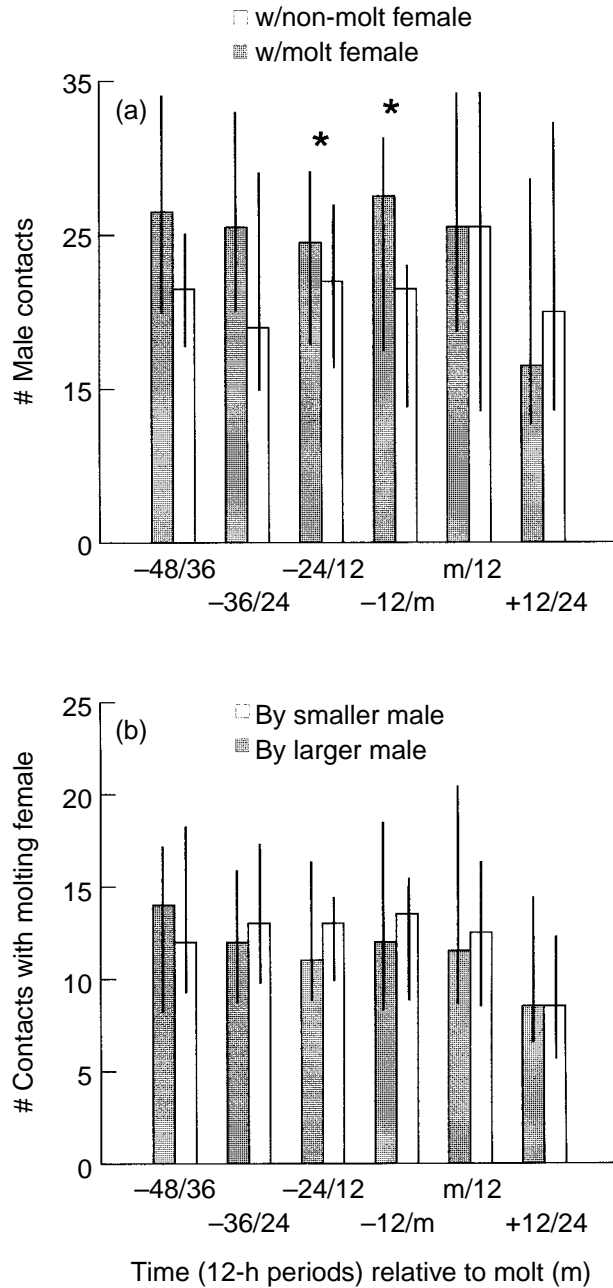 w/non-molt female
w/molt female
35
(a)
*
*
25
15
0
# Male contacts
–48/36
–24/12
m/12
–36/24
–12/m
+12/24
25
(b)
By smaller male
By larger male
20
15
10
5
0
# Contacts with molting female
–48/36
–24/12
m/12
–36/24
–12/m
+12/24
Time (12-h periods) relative to molt (m)